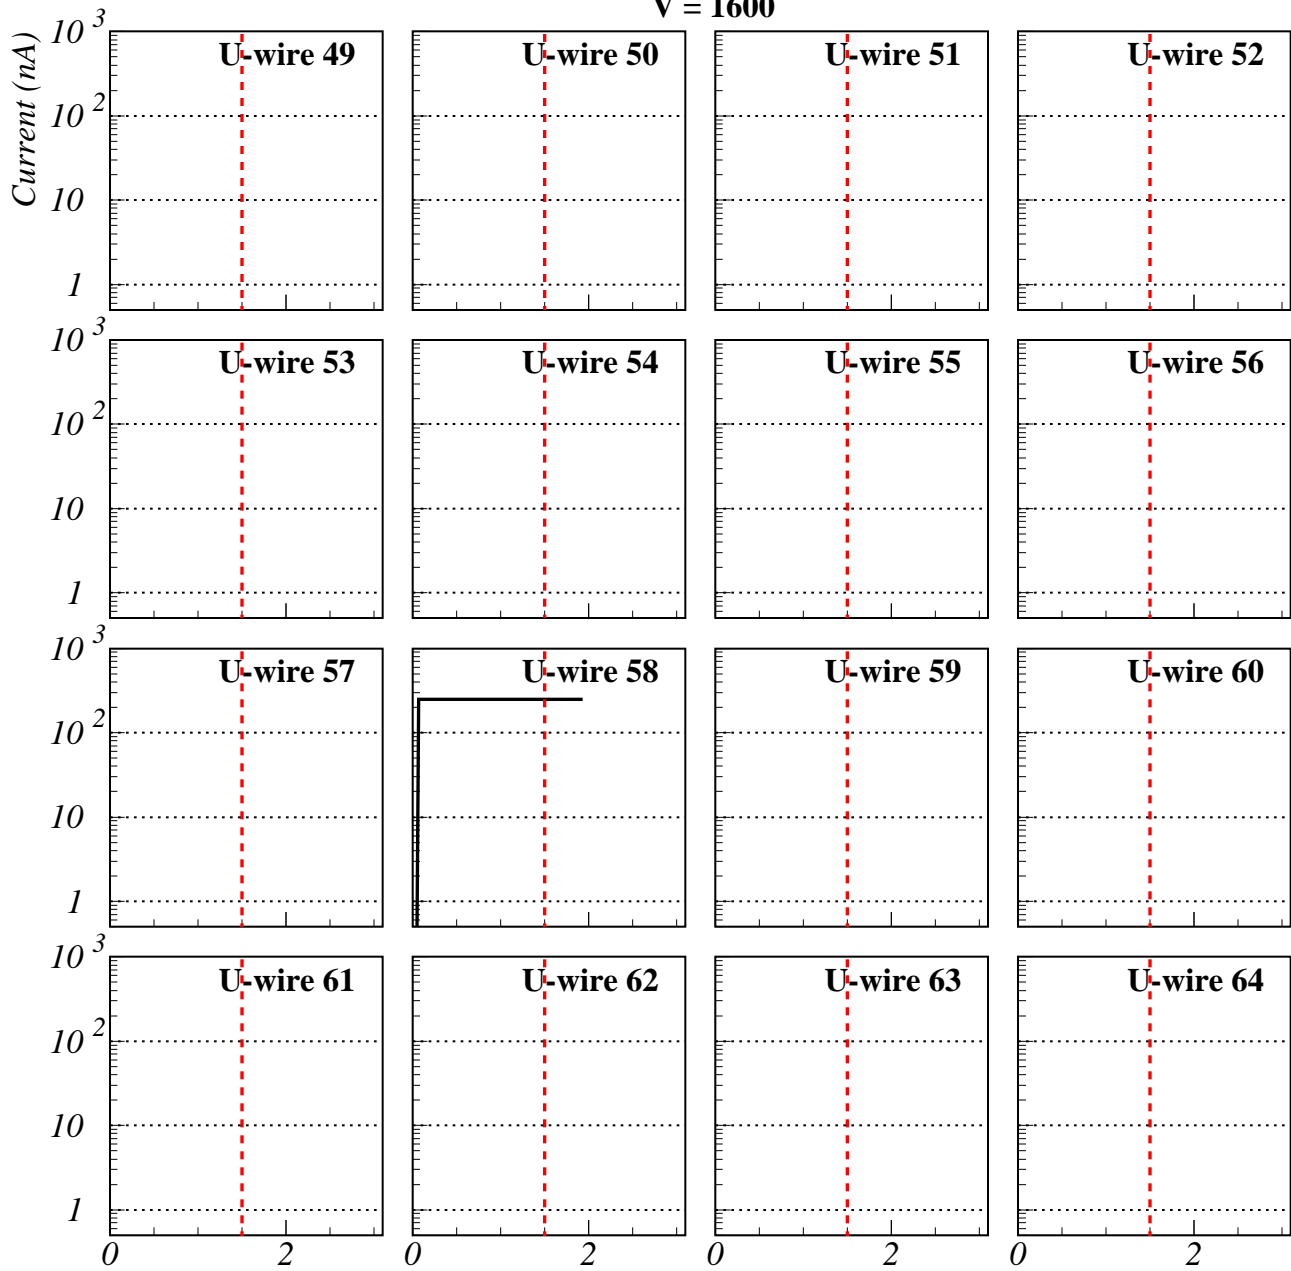 V = 1600
Current (nA)
10^3 U-wire 49 U-wire 50 U-wire 51 U-wire 52
10^2
10
1
10^3 U-wire 53 U-wire 54 U-wire 55 U-wire 56
10^2
10
1
10^3 U-wire 57 U-wire 58 U-wire 59 U-wire 60
10^2
10
1
10^3 U-wire 61 U-wire 62 U-wire 63 U-wire 64
10^2
10
1
0 2 0 2 0 2 0 2